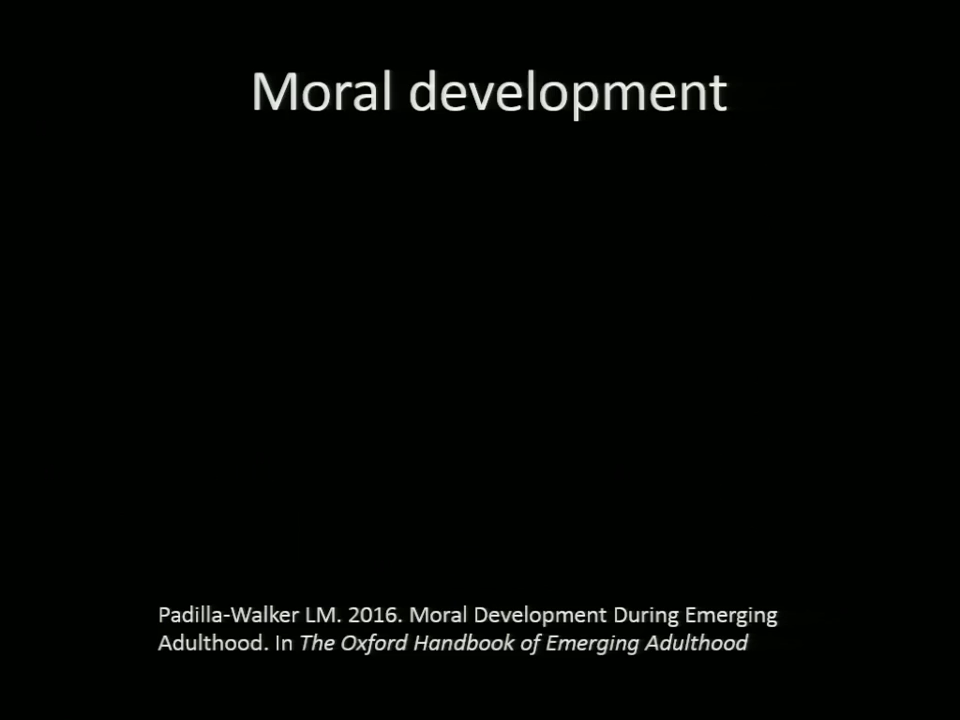 Moral development
Padilla-Walker LM. 2016. Moral Development During Emerging
Adulthood. In The Oxford Handbook of Emerging Adulthood